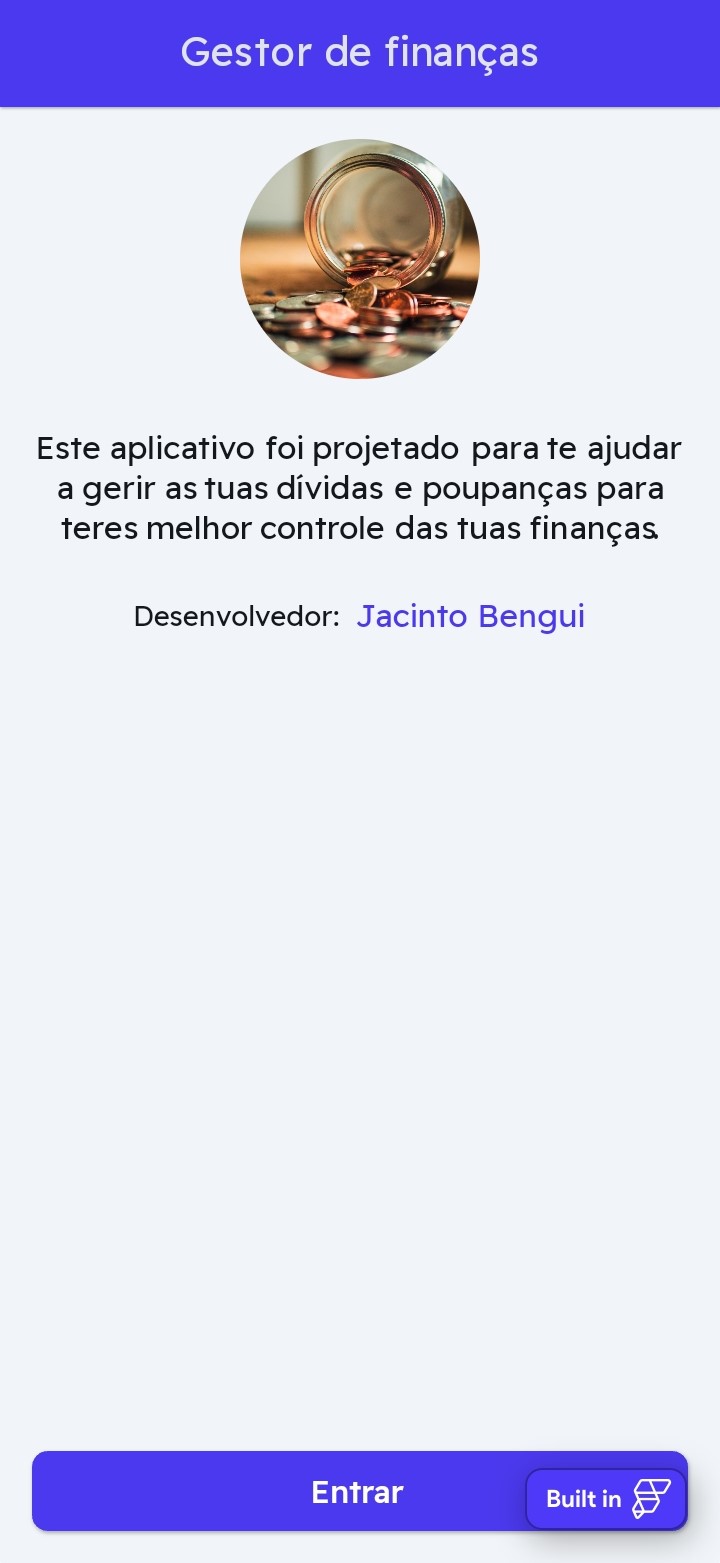 Gestor de finanças
Este aplicativo foi projetado para te ajudar
a gerir as tuas dívidas e poupanças para
teres melhor controle das tuas finanças.
Desenvolvedor: Jacinto Bengui
Entrar
Built in